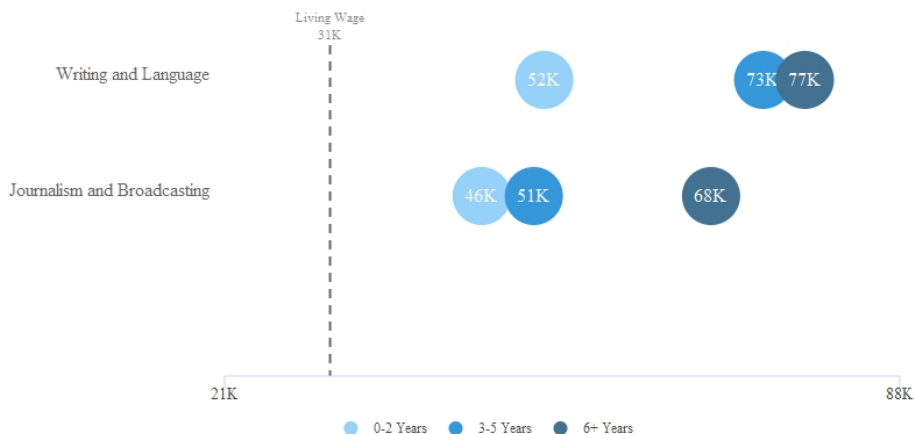 Living Wage
31K
Writing and Language
52K
73K
77K
Journalism and Broadcasting
46K
51K
68K
21K
88K
0-2 Years
3-5 Years
6+ Years